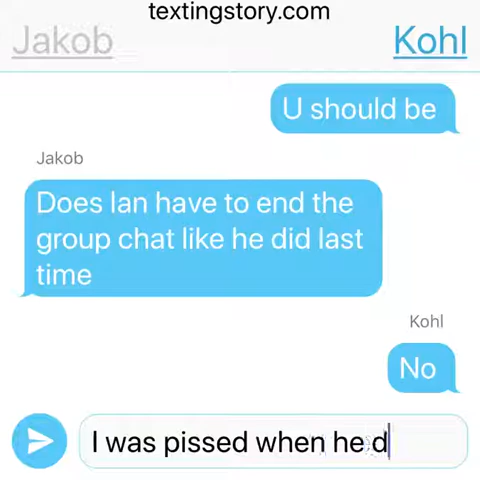 textingstory.com
Jakob
Kohl
U should be
Jakob
Does Ian have to end the
group chat like he did last
time
Kohl
No
I was pissed when he d